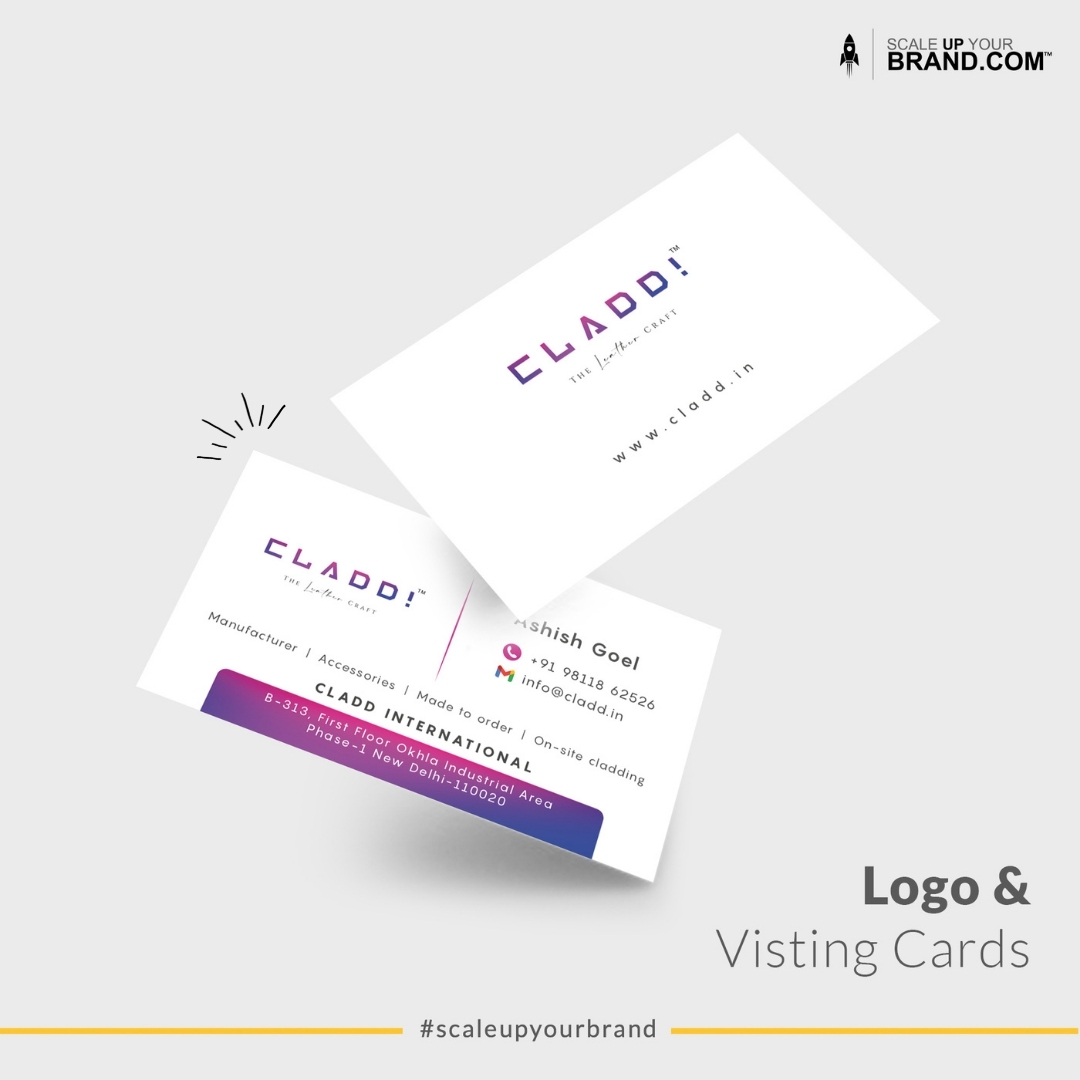 SCALE UP YOUR
BRAND.COM™
CLADD!™
THE Leather CRAFT
www.cladd.in
CLADD!™
THE Leather CRAFT
Ashish Goel
+91 98118 62526
info@cladd.in
Manufacturer | Accessories | Made to order | On-site cladding
CLADD INTERNATIONAL
B-313, First Floor Okhla Industrial Area
Phase-1 New Delhi-110020
Logo &
Visting Cards
#scaleupyourbrand